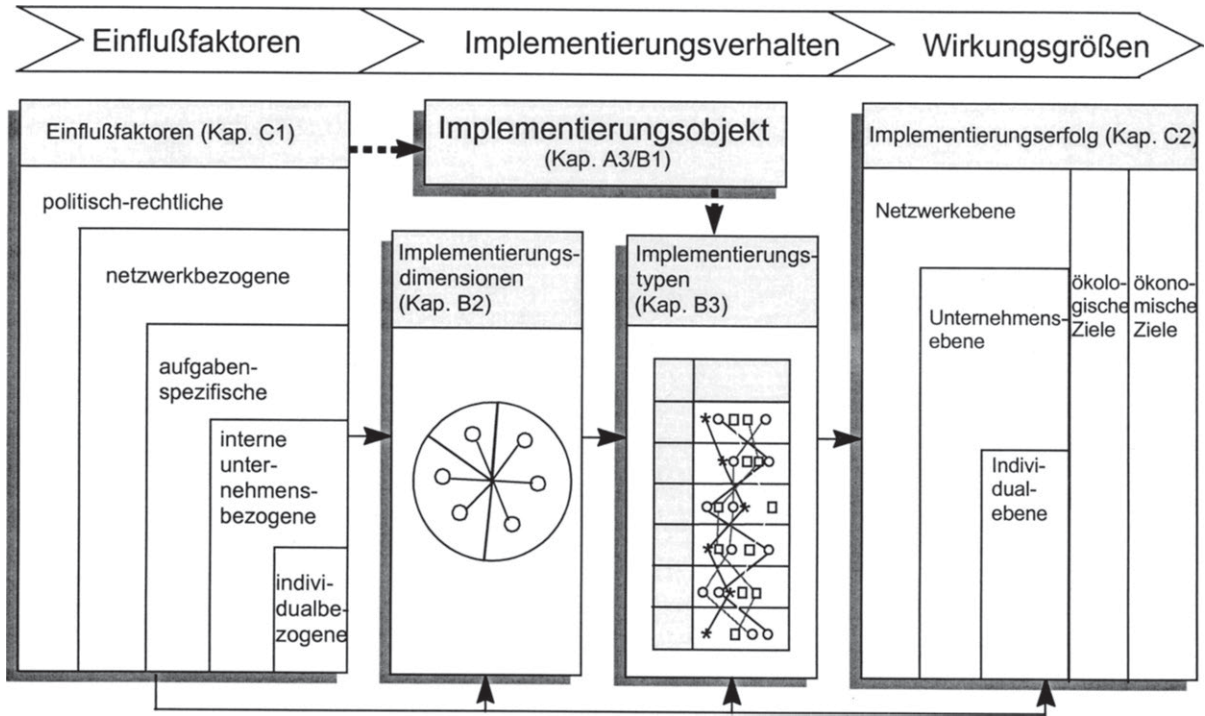 Einflußfaktoren
Implementierungsverhalten
Wirkungsgrößen
Einflußfaktoren (Kap. C1)
politisch-rechtliche
netzwerkbezogene
aufgaben-
spezifische
interne
unter-
nehmens-
bezogene
indivi-
dualbe-
zogene
Implementierungsobjekt
(Kap. A3/B1)
Implementierungs-
dimensionen
(Kap. B2)
Implementierungs-
typen
(Kap. B3)
Implementierungserfolg (Kap. C2)
Netzwerkebene
Unternehmens-
ebene
Indivi-
dual-
ebene
ökolo-
gische
Ziele
ökono-
mische
Ziele